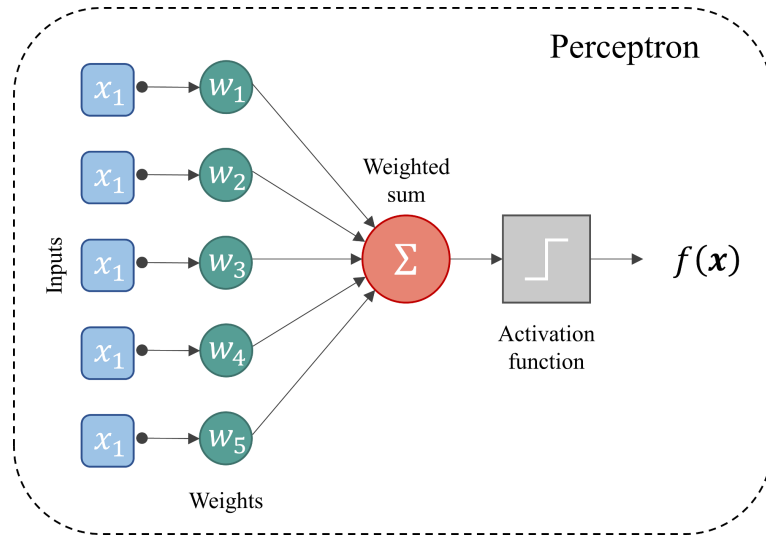 Perceptron
x₁
w₁
x₁
w₂
Weighted
sum
Inputs
x₁
w₃
Σ
f(x)
Activation
function
x₁
w₄
x₁
w₅
Weights